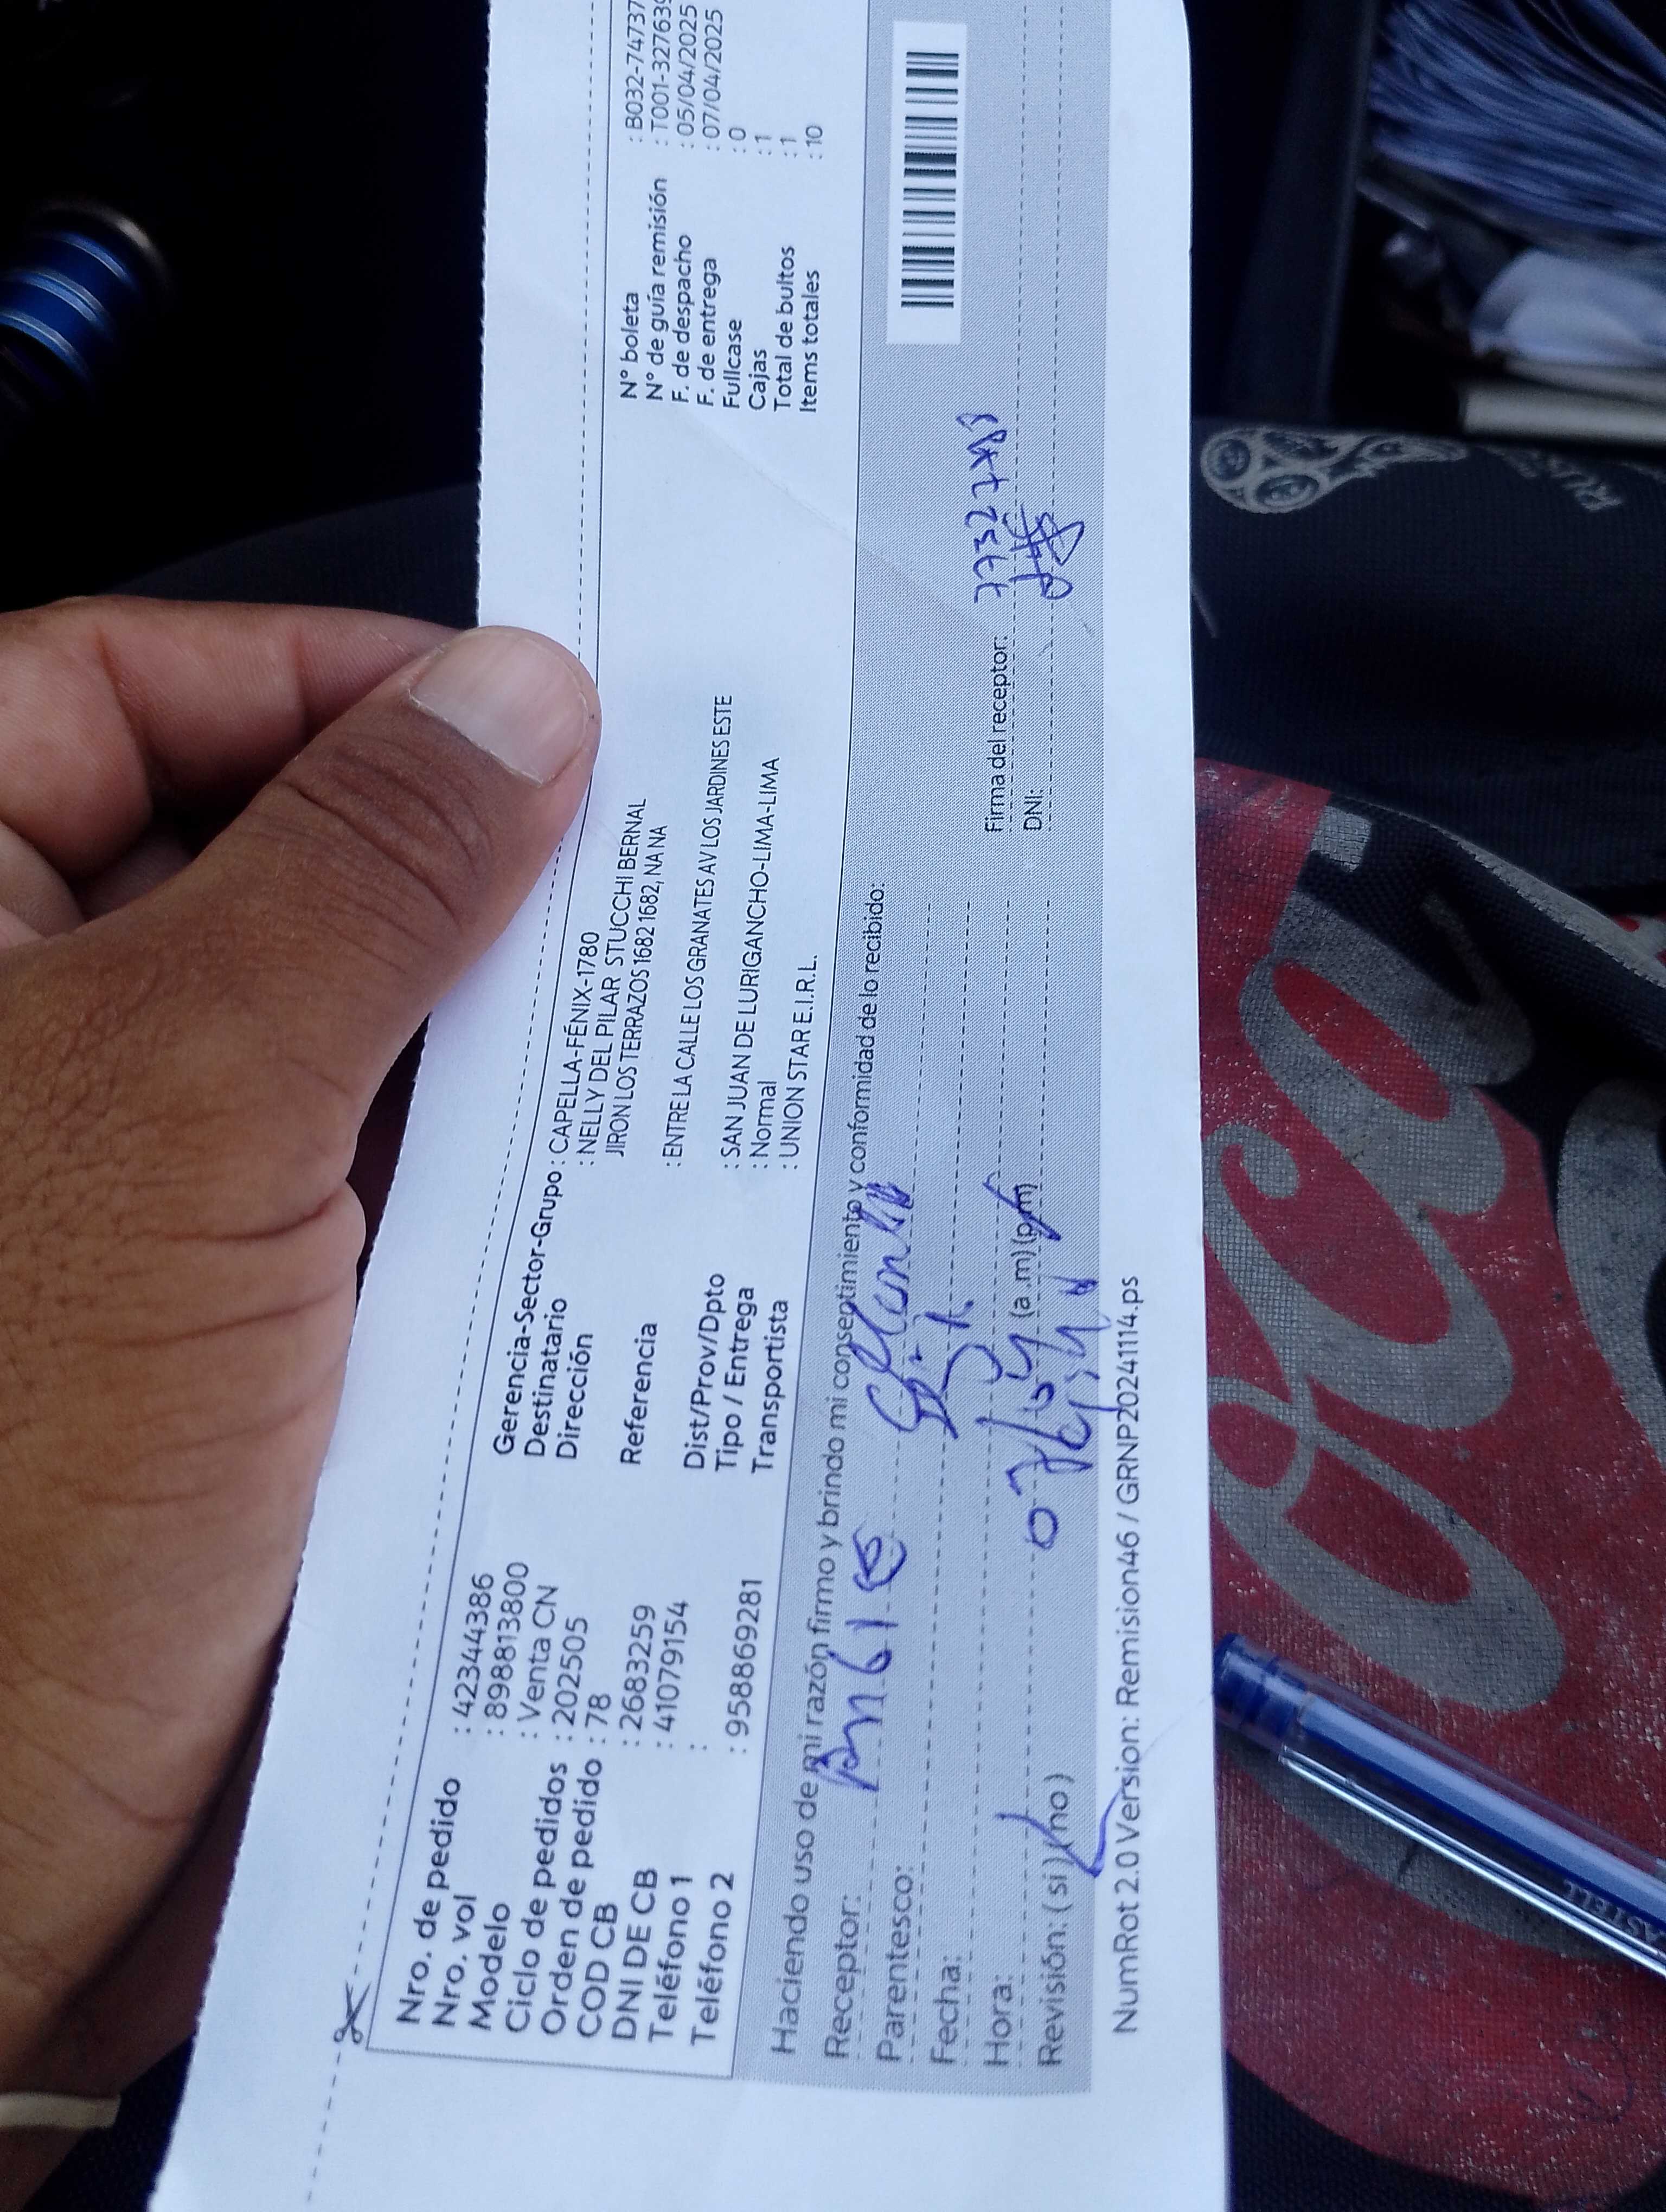 Nro. de pedido : 423444386
Nro. vol : 898813800
Modelo : Venta CN
Ciclo de pedidos : 202505
Orden de pedido : 78
COD CB : 2683259
DNI DE CB : 41079154
Teléfono 1 :
Teléfono 2 : 958869281
Gerencia-Sector-Grupo : CAPELLA-FÉNIX-1780
Destinatario : NELLY DEL PILAR STUCCHI BERNAL
Dirección JIRON LOS TERRAZOS 1682 1682, NA NA
Referencia : ENTRE LA CALLE LOS GRANATES AV LOS JARDINES ESTE
Dist/Prov/Dpto : SAN JUAN DE LURIGANCHO-LIMA-LIMA
Tipo / Entrega : Normal
Transportista : UNION STAR E.I.R.L.
N° boleta : B032-74737
N° de guía remisión : T001-327639
F. de despacho : 05/04/2025
F. de entrega : 07/04/2025
Fullcase : 0
Cajas : 1
Total de bultos : 1
Items totales : 10
Haciendo uso de mi razón firmo y brindo mi consentimiento y conformidad de lo recibido:
Receptor:
Parentesco:
Fecha:
Hora: (a.m) (p.m)
Revisión: (si) (no)
Firma del receptor:
DNI:
NumRot 2.0 Version: Remision46 / GRNP20241114.ps
Coca
RUS